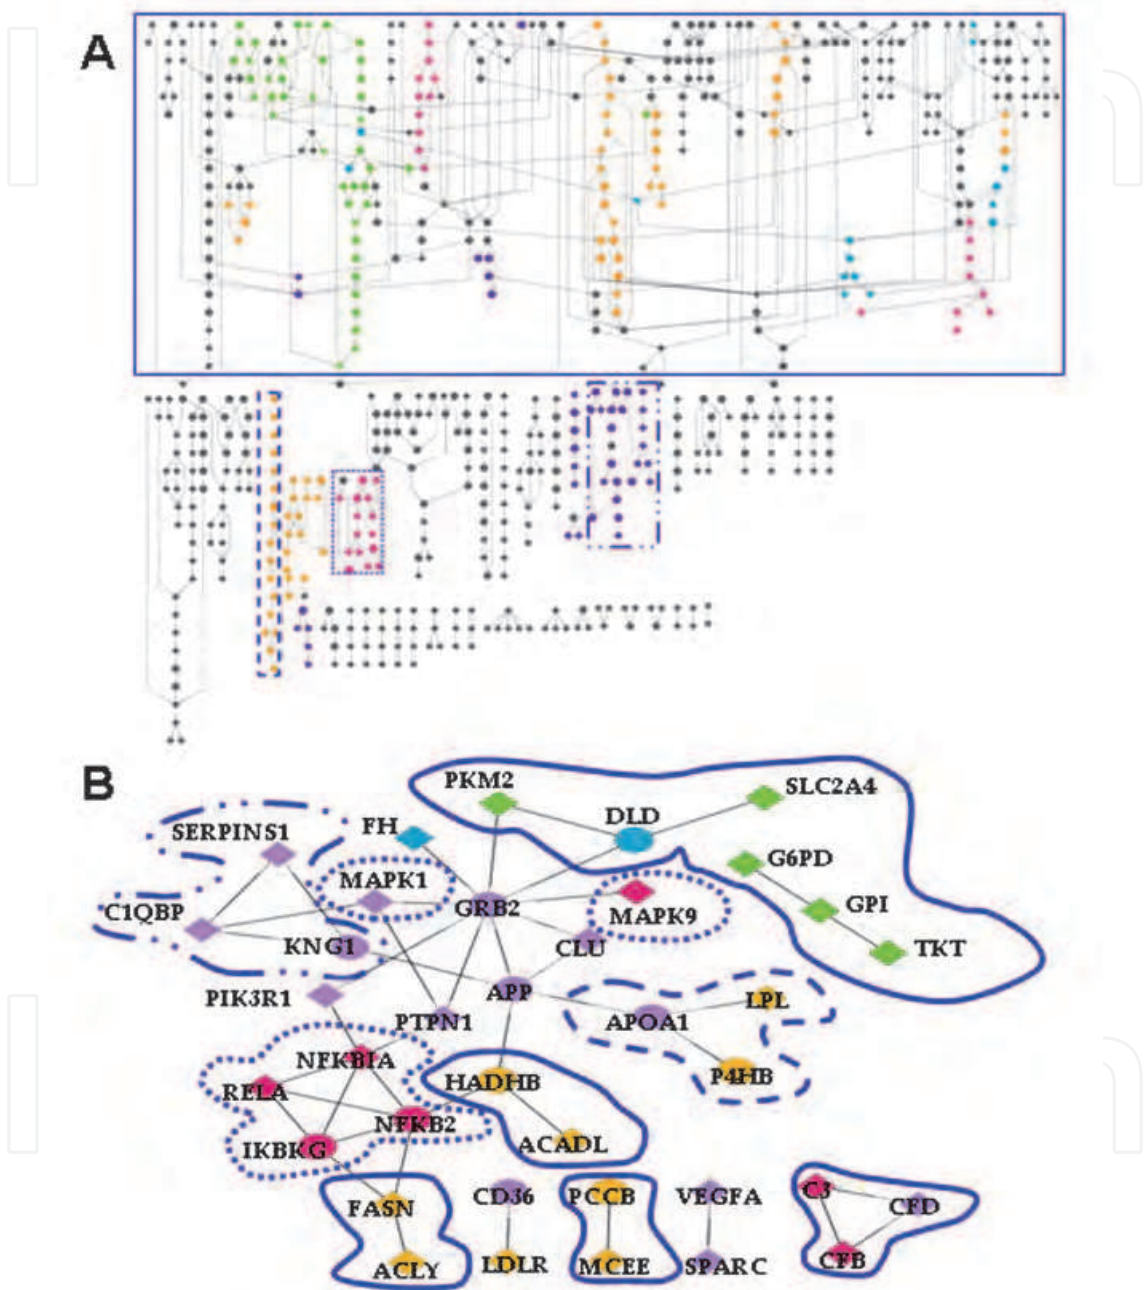 A
B
PKM2
SLC2A4
DLD
SERPINS1
FH
G6PD
MAPK1
GPI
C1QBP
GRB2
MAPK9
KNG1
CLU
TKT
PIK3R1
APP
LPL
PTPN1
APOA1
NFKBIA
HADHB
P4HB
RELA
NFKB2
ACADL
IKBKG
FASN
CD36
PCCB
VEGFA
C3
CFD
ACLY
LDLR
MCEE
SPARC
CFB